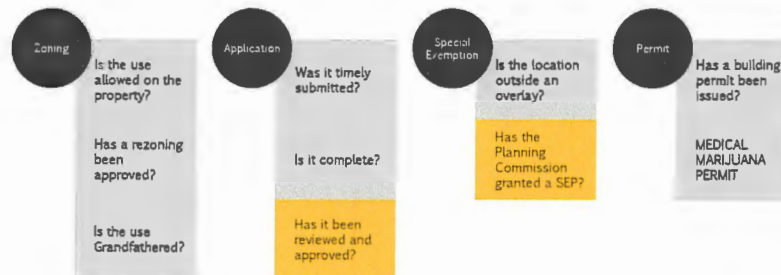 Zoning
Is the use
allowed on the
property?
Has a rezoning
been
approved?
Is the use
Grandfathered?
Application
Was it timely
submitted?
Is it complete?
Has it been
reviewed and
approved?
Special
Exemption
Is the location
outside an
overlay?
Has the
Planning
Commission
granted a SEP?
Permit
Has a building
permit been
issued?
MEDICAL
MARIJUANA
PERMIT